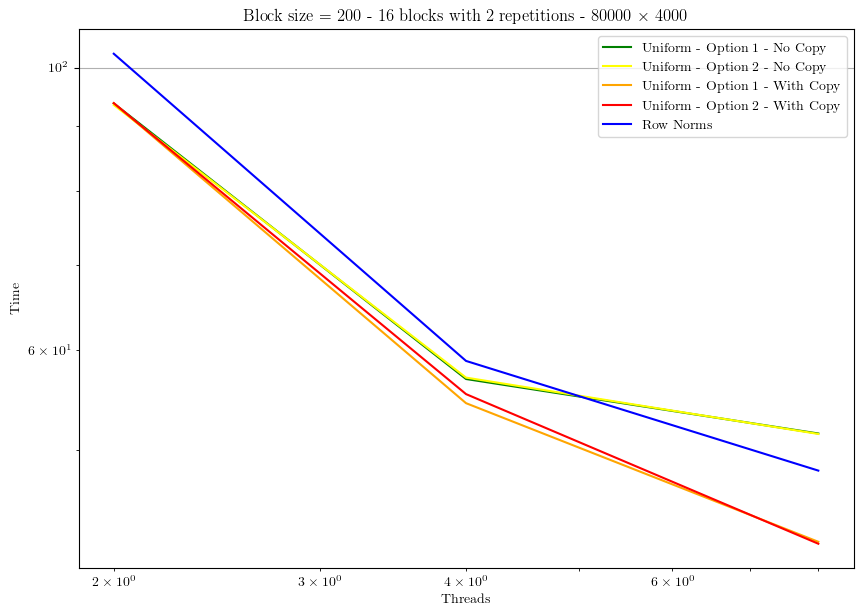 Block size = 200 - 16 blocks with 2 repetitions - 80000 × 4000
Uniform - Option 1 - No Copy
Uniform - Option 2 - No Copy
Uniform - Option 1 - With Copy
Uniform - Option 2 - With Copy
Row Norms
10²
6 × 10¹
Time
2 × 10⁰
3 × 10⁰
4 × 10⁰
6 × 10⁰
Threads